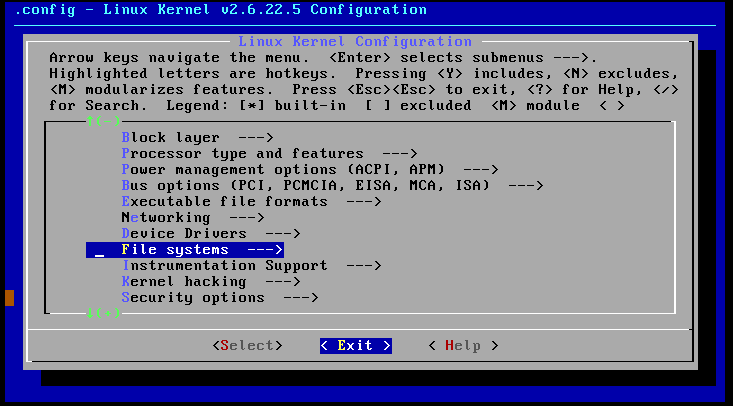 .config - Linux Kernel v2.6.22.5 Configuration
Linux Kernel Configuration
Arrow keys navigate the menu.  <Enter> selects submenus --->.
Highlighted letters are hotkeys.  Pressing <Y> includes, <N> excludes,
<M> modularizes features.  Press <Esc><Esc> to exit, <?> for Help, </>
for Search.  Legend: [*] built-in  [ ] excluded  <M> module  < >
↑(-)
Block layer  --->
Processor type and features  --->
Power management options (ACPI, APM)  --->
Bus options (PCI, PCMCIA, EISA, MCA, ISA)  --->
Executable file formats  --->
Networking  --->
Device Drivers  --->
File systems  --->
Instrumentation Support  --->
Kernel hacking  --->
Security options  --->
↓(+)
<Select>    < Exit >    < Help >